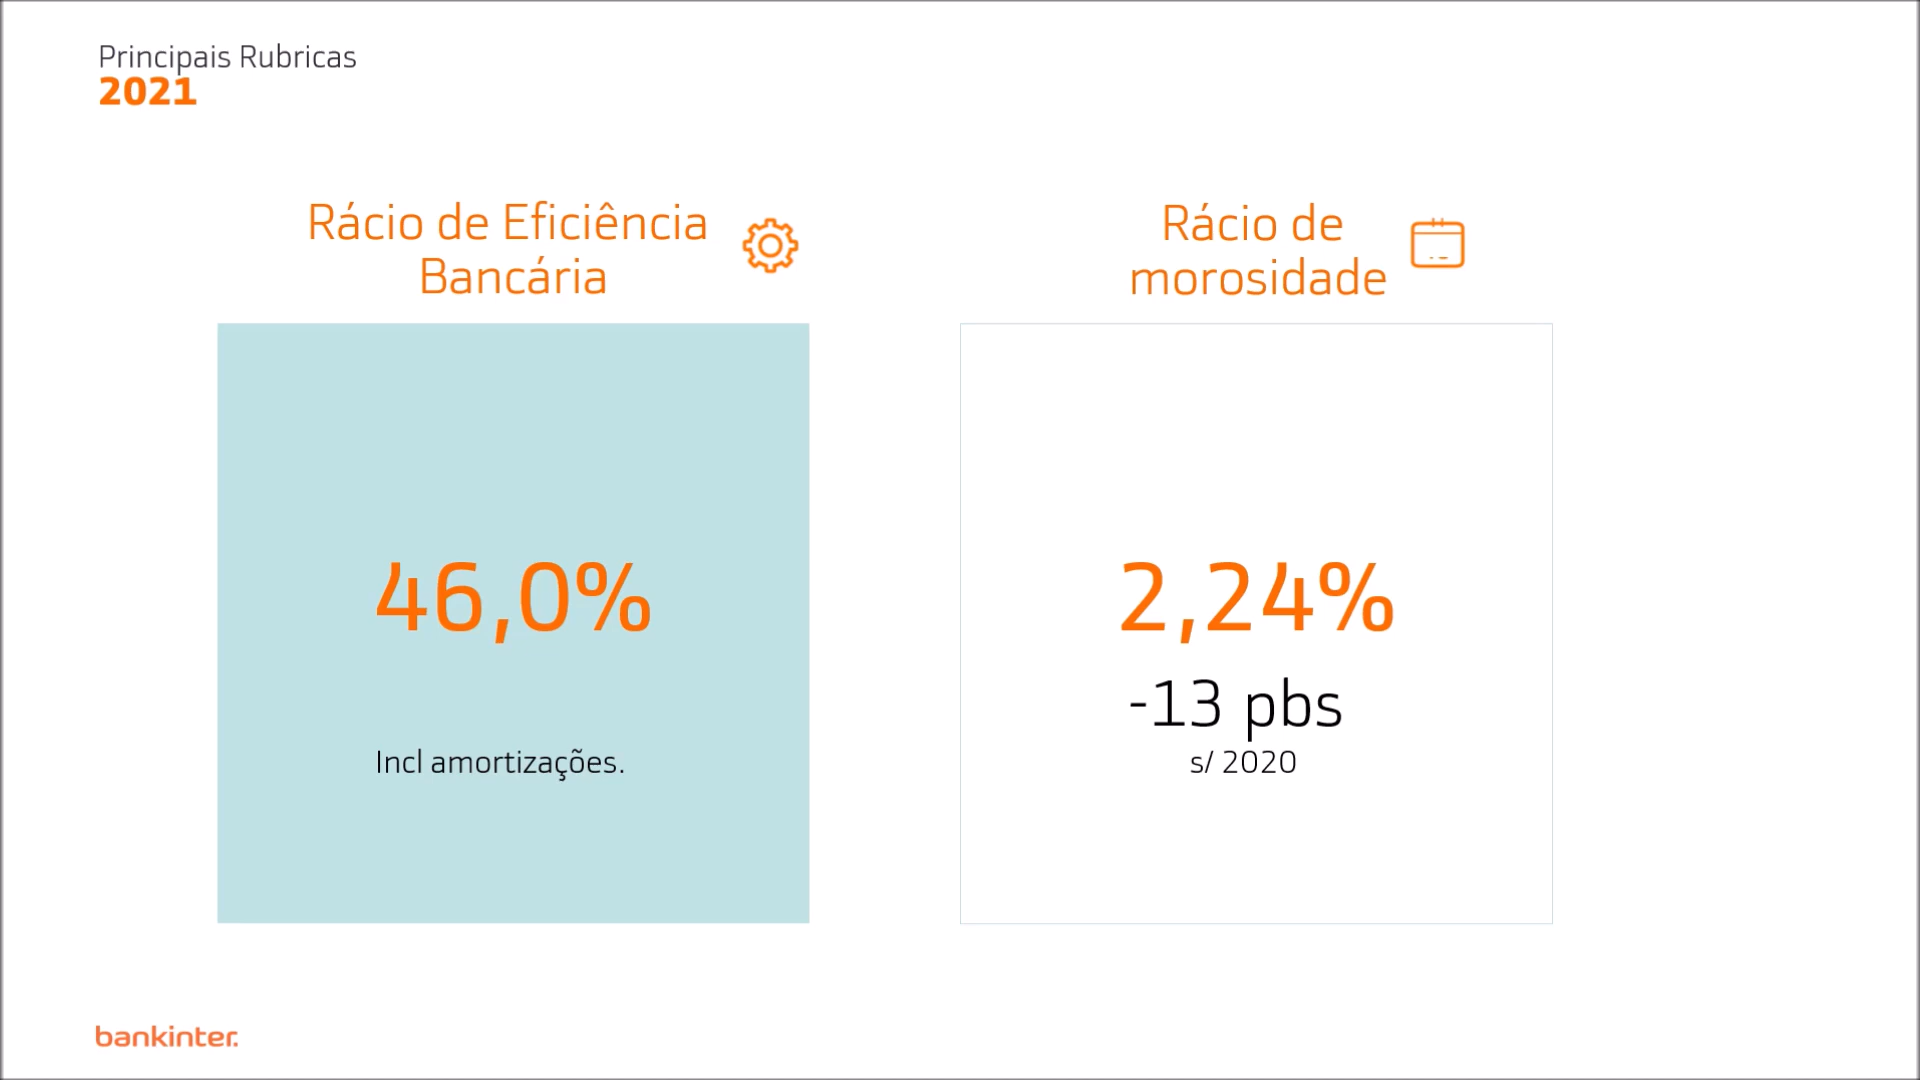 Principais Rubricas
2021
Rácio de Eficiência
Bancária
46,0%
Incl amortizações.
Rácio de
morosidade
2,24%
-13 pbs
s/ 2020
bankinter.